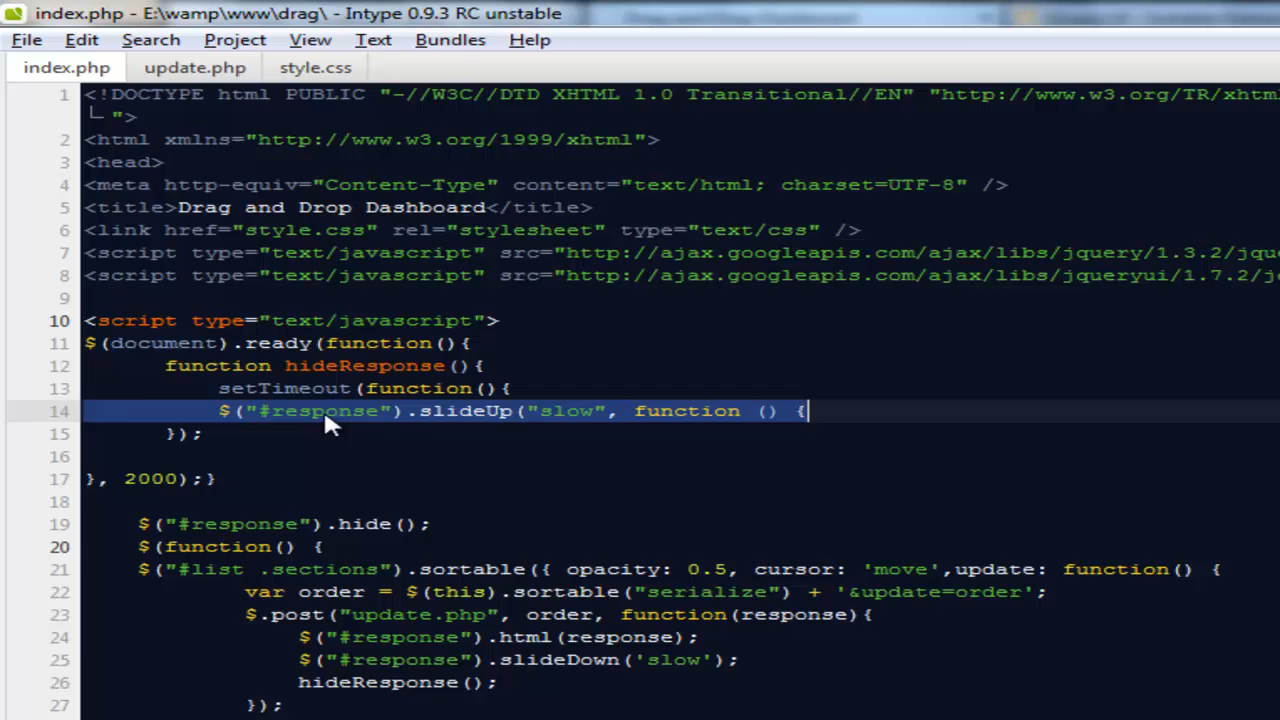 index.php - E:\wamp\www\drag\ - Intype 0.9.3 RC unstable
File Edit Search Project View Text Bundles Help
index.php update.php style.css
1 <!DOCTYPE html PUBLIC "-//W3C//DTD XHTML 1.0 Transitional//EN" "http://www.w3.org/TR/xhtm
">
2 <html xmlns="http://www.w3.org/1999/xhtml">
3 <head>
4 <meta http-equiv="Content-Type" content="text/html; charset=UTF-8" />
5 <title>Drag and Drop Dashboard</title>
6 <link href="style.css" rel="stylesheet" type="text/css" />
7 <script type="text/javascript" src="http://ajax.googleapis.com/ajax/libs/jquery/1.3.2/jqu
8 <script type="text/javascript" src="http://ajax.googleapis.com/ajax/libs/jqueryui/1.7.2/j
9
10 <script type="text/javascript">
11 $(document).ready(function(){
12 function hideResponse(){
13 setTimeout(function(){
14 $("#response").slideUp("slow", function () {
15 });
16
17 }, 2000);}
18
19 $("#response").hide();
20 $(function() {
21 $("#list .sections").sortable({ opacity: 0.5, cursor: 'move',update: function() {
22 var order = $(this).sortable("serialize") + '&update=order';
23 $.post("update.php", order, function(response){
24 $("#response").html(response);
25 $("#response").slideDown('slow');
26 hideResponse();
27 });